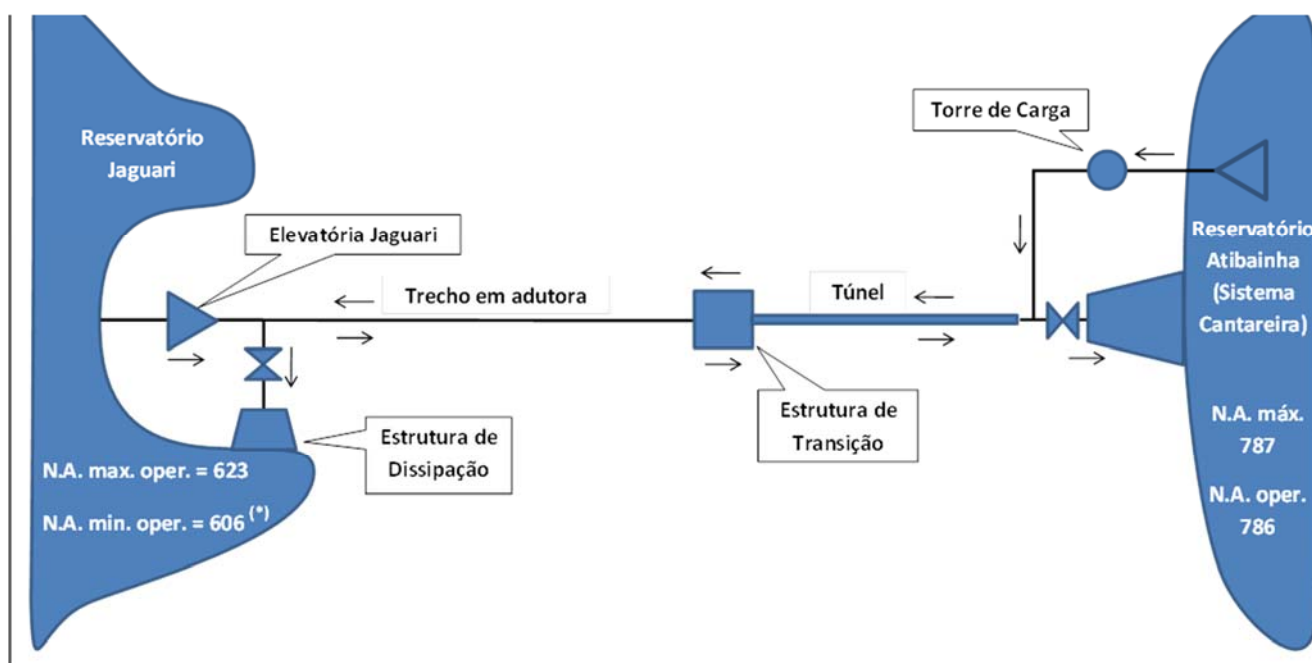 Reservatório
Jaguari
Elevatória Jaguari
Trecho em adutora
Túnel
Torre de Carga
Reservatório
Atibainha
(Sistema
Cantareira)
Estrutura de
Dissipação
Estrutura de
Transição
N.A. max. oper. = 623
N.A. min. oper. = 606 (*)
N.A. máx.
787
N.A. oper.
786